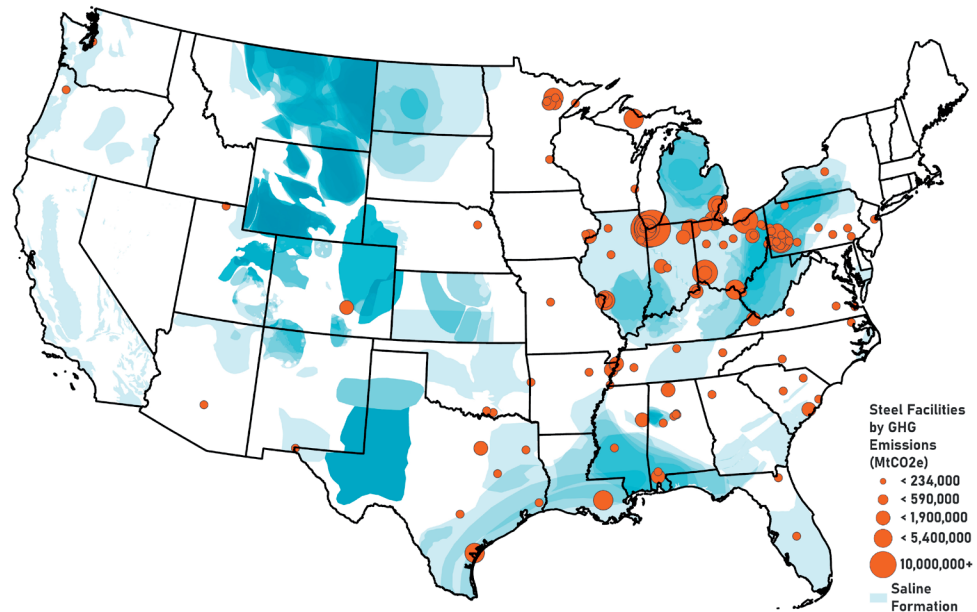 Steel Facilities
by GHG
Emissions
(MtCO2e)
< 234,000
< 590,000
< 1,900,000
< 5,400,000
10,000,000+
Saline
Formation